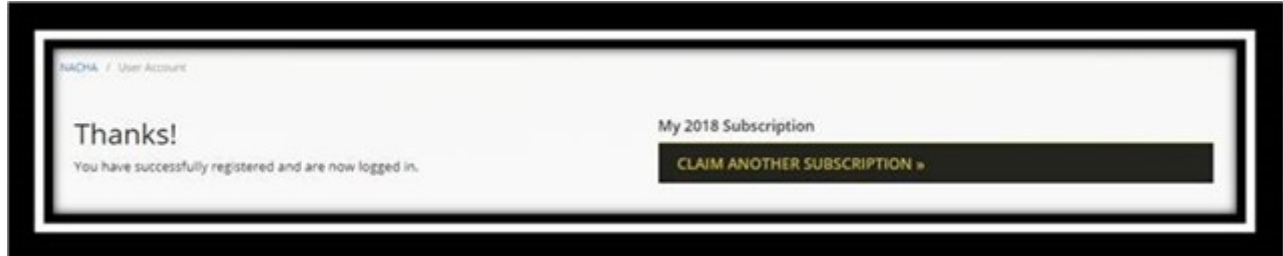 NACHA / User Account
Thanks!
You have successfully registered and are now logged in.
My 2018 Subscription
CLAIM ANOTHER SUBSCRIPTION »